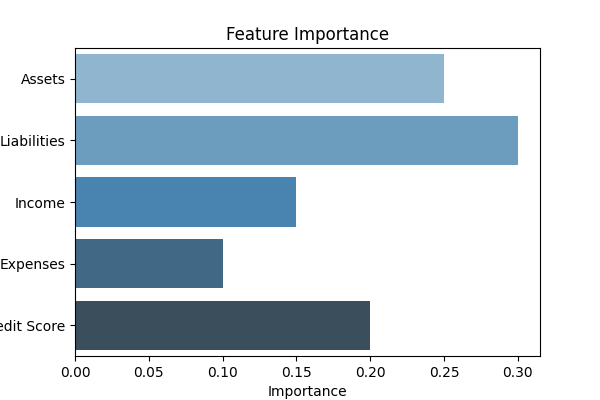 Feature Importance
Assets
Liabilities
Income
Expenses
edit Score
0.00 0.05 0.10 0.15 0.20 0.25 0.30
Importance